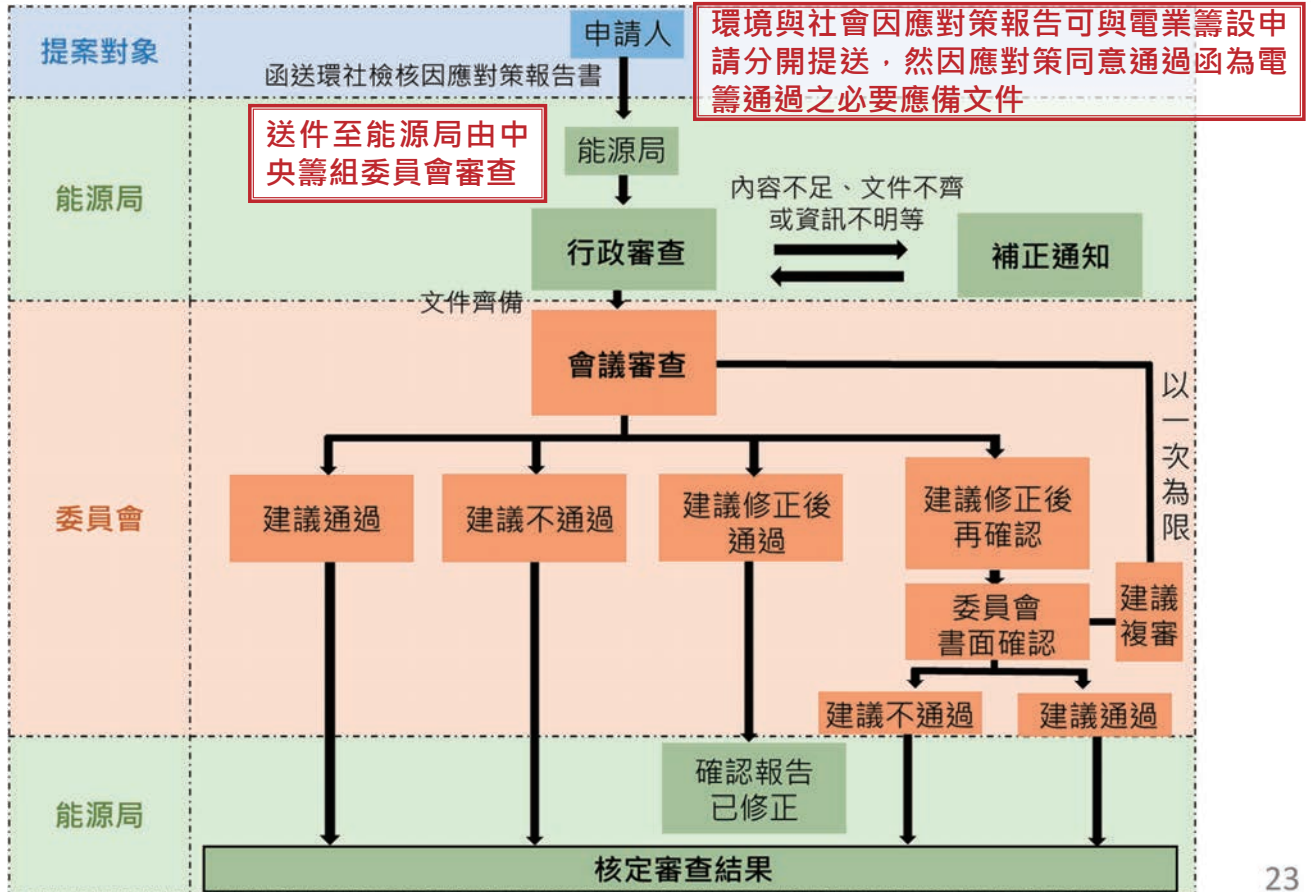 提案對象
申請人
環境與社會因應對策報告可與電業籌設申
請分開提送，然因應對策同意通過函為電
籌通過之必要應備文件
函送環社檢核因應對策報告書
送件至能源局由中
央籌組委員會審查
能源局
能源局
內容不足、文件不齊
或資訊不明等
行政審查
補正通知
文件齊備
會議審查
以一次為限
委員會
建議通過
建議不通過
建議修正後
通過
建議修正後
再確認
委員會
書面確認
建議
複審
建議不通過
建議通過
能源局
確認報告
已修正
核定審查結果
23